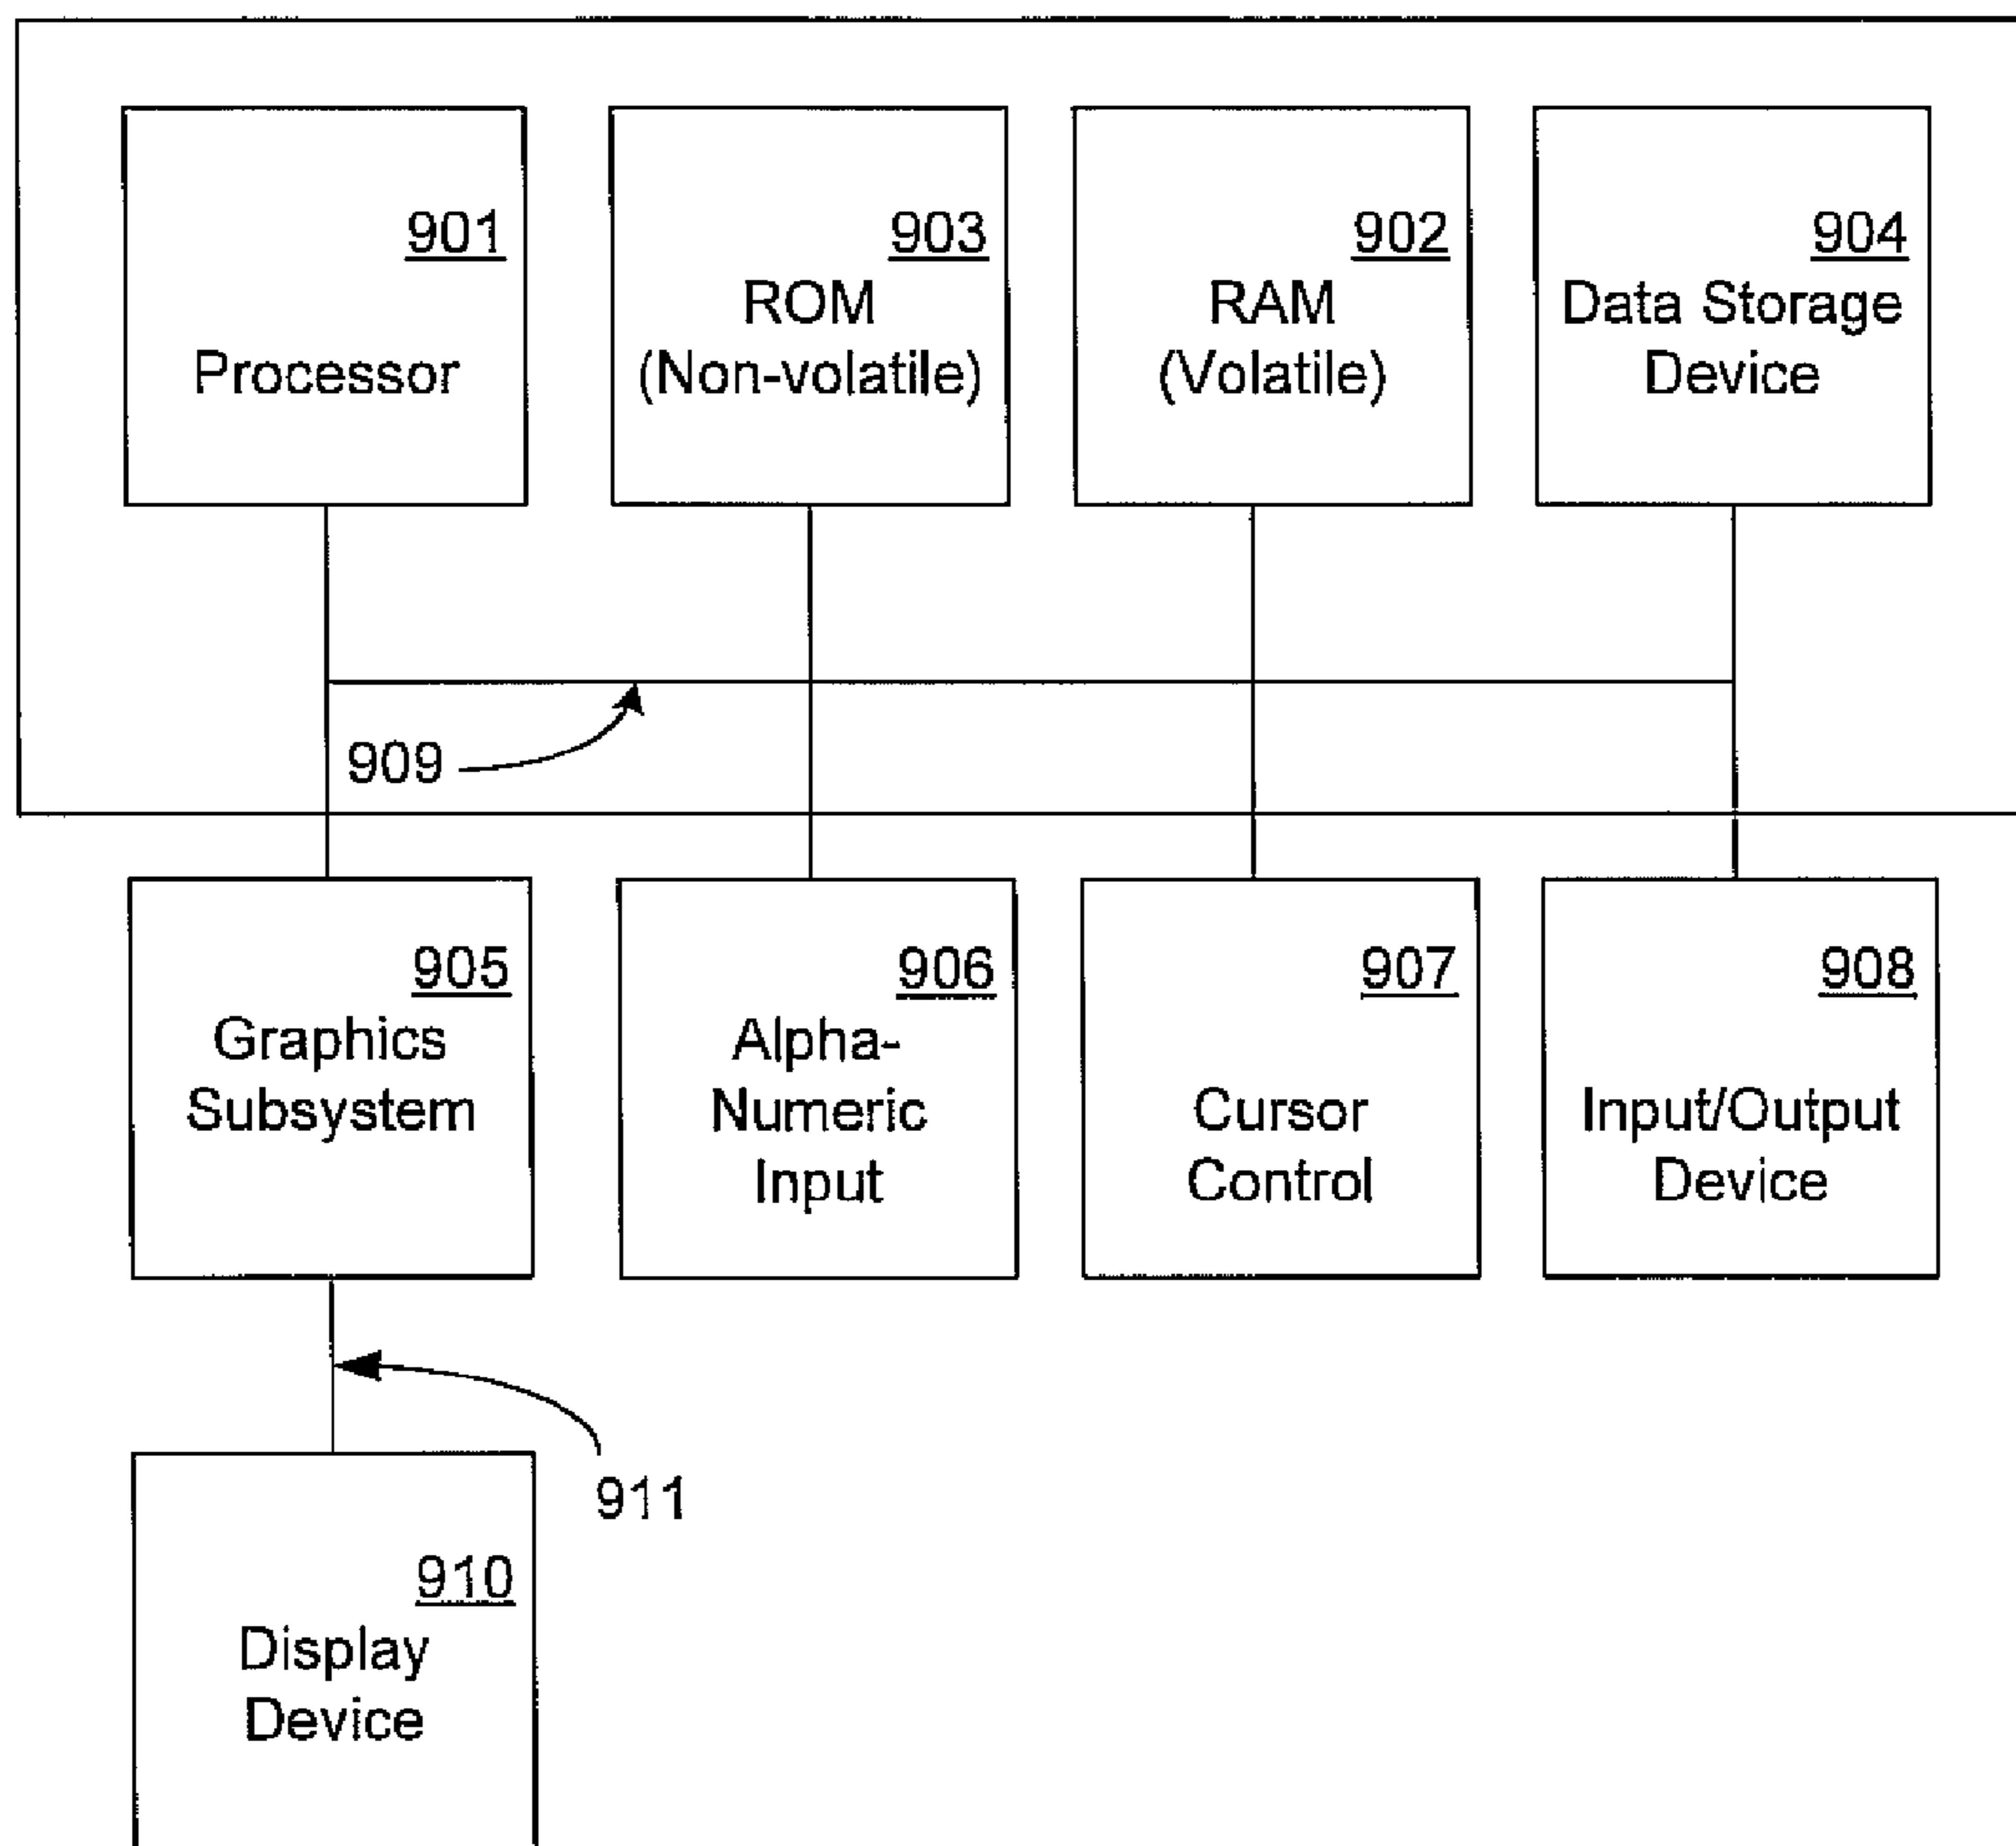 901
Processor
903
ROM
(Non-volatile)
902
RAM
(Volatile)
904
Data Storage
Device
909
905
Graphics
Subsystem
906
Alpha-
Numeric
Input
907
Cursor
Control
908
Input/Output
Device
911
910
Display
Device